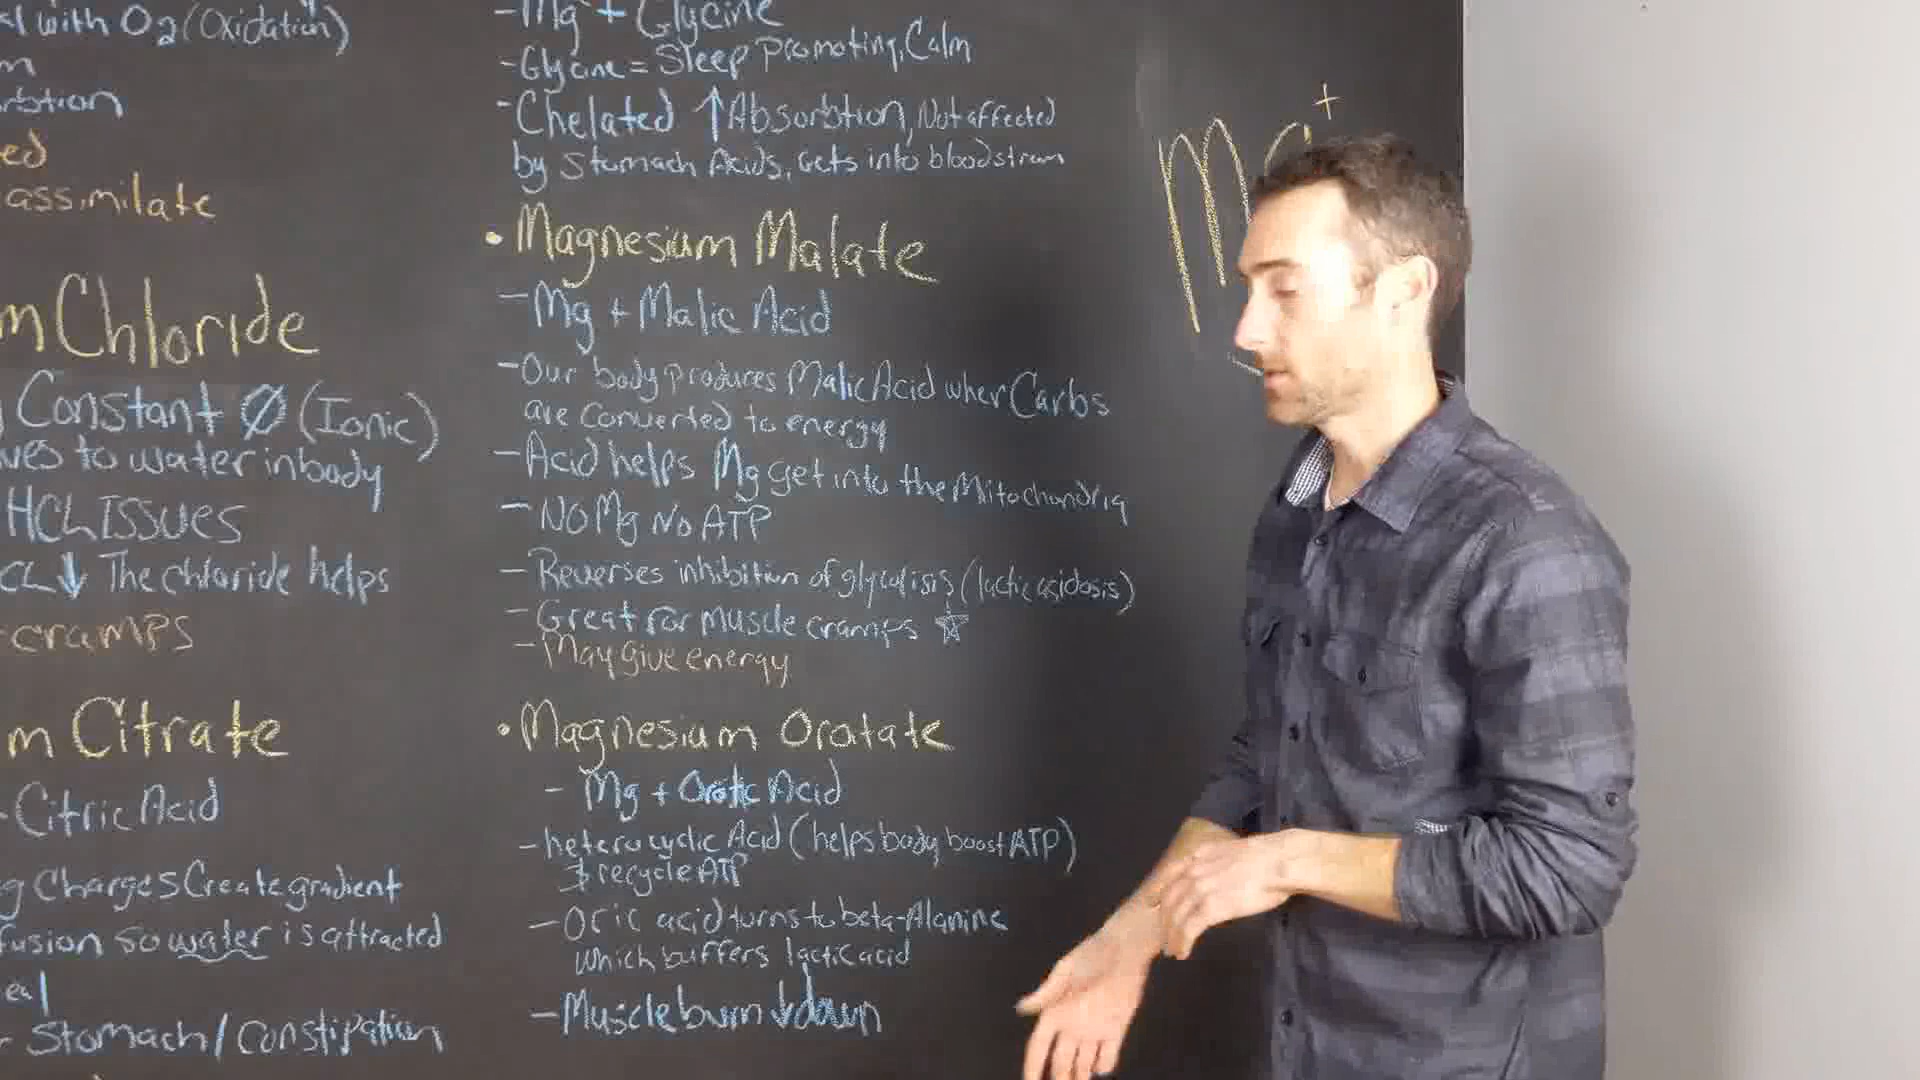 l with O2 (Oxidation)
m
rbtion
ed
assimilate
m Chloride
Constant Ø (Ionic)
ves to water in body
HCL ISSUES
CL ↓ The chloride helps
-cramps
m Citrate
-Citric Acid
g Charges Create gradient
fusion so water is attracted
eal
r Stomach/Constipation
-Mg + Glycine
-Glycine = Sleep Promoting, Calm
-Chelated ↑ Absorbtion, Not affected
by Stomach Acids, Gets into bloodstream
• Magnesium Malate
-Mg + Malic Acid
-Our body produces Malic Acid when Carbs
are converted to energy
-Acid helps Mg get into the Mitochondria
-No Mg No ATP
-Reverses inhibition of glycolisis (lactic acidosis)
-Great for muscle cramps ☆
-May give energy
• Magnesium Orotate
- Mg + Orotic Acid
-heterocyclic Acid (helps body boost ATP)
& recycle ATP
-Oric acid turns to beta-Alanine
which buffers lactic acid
-Muscle burn ↓ down
Mg+